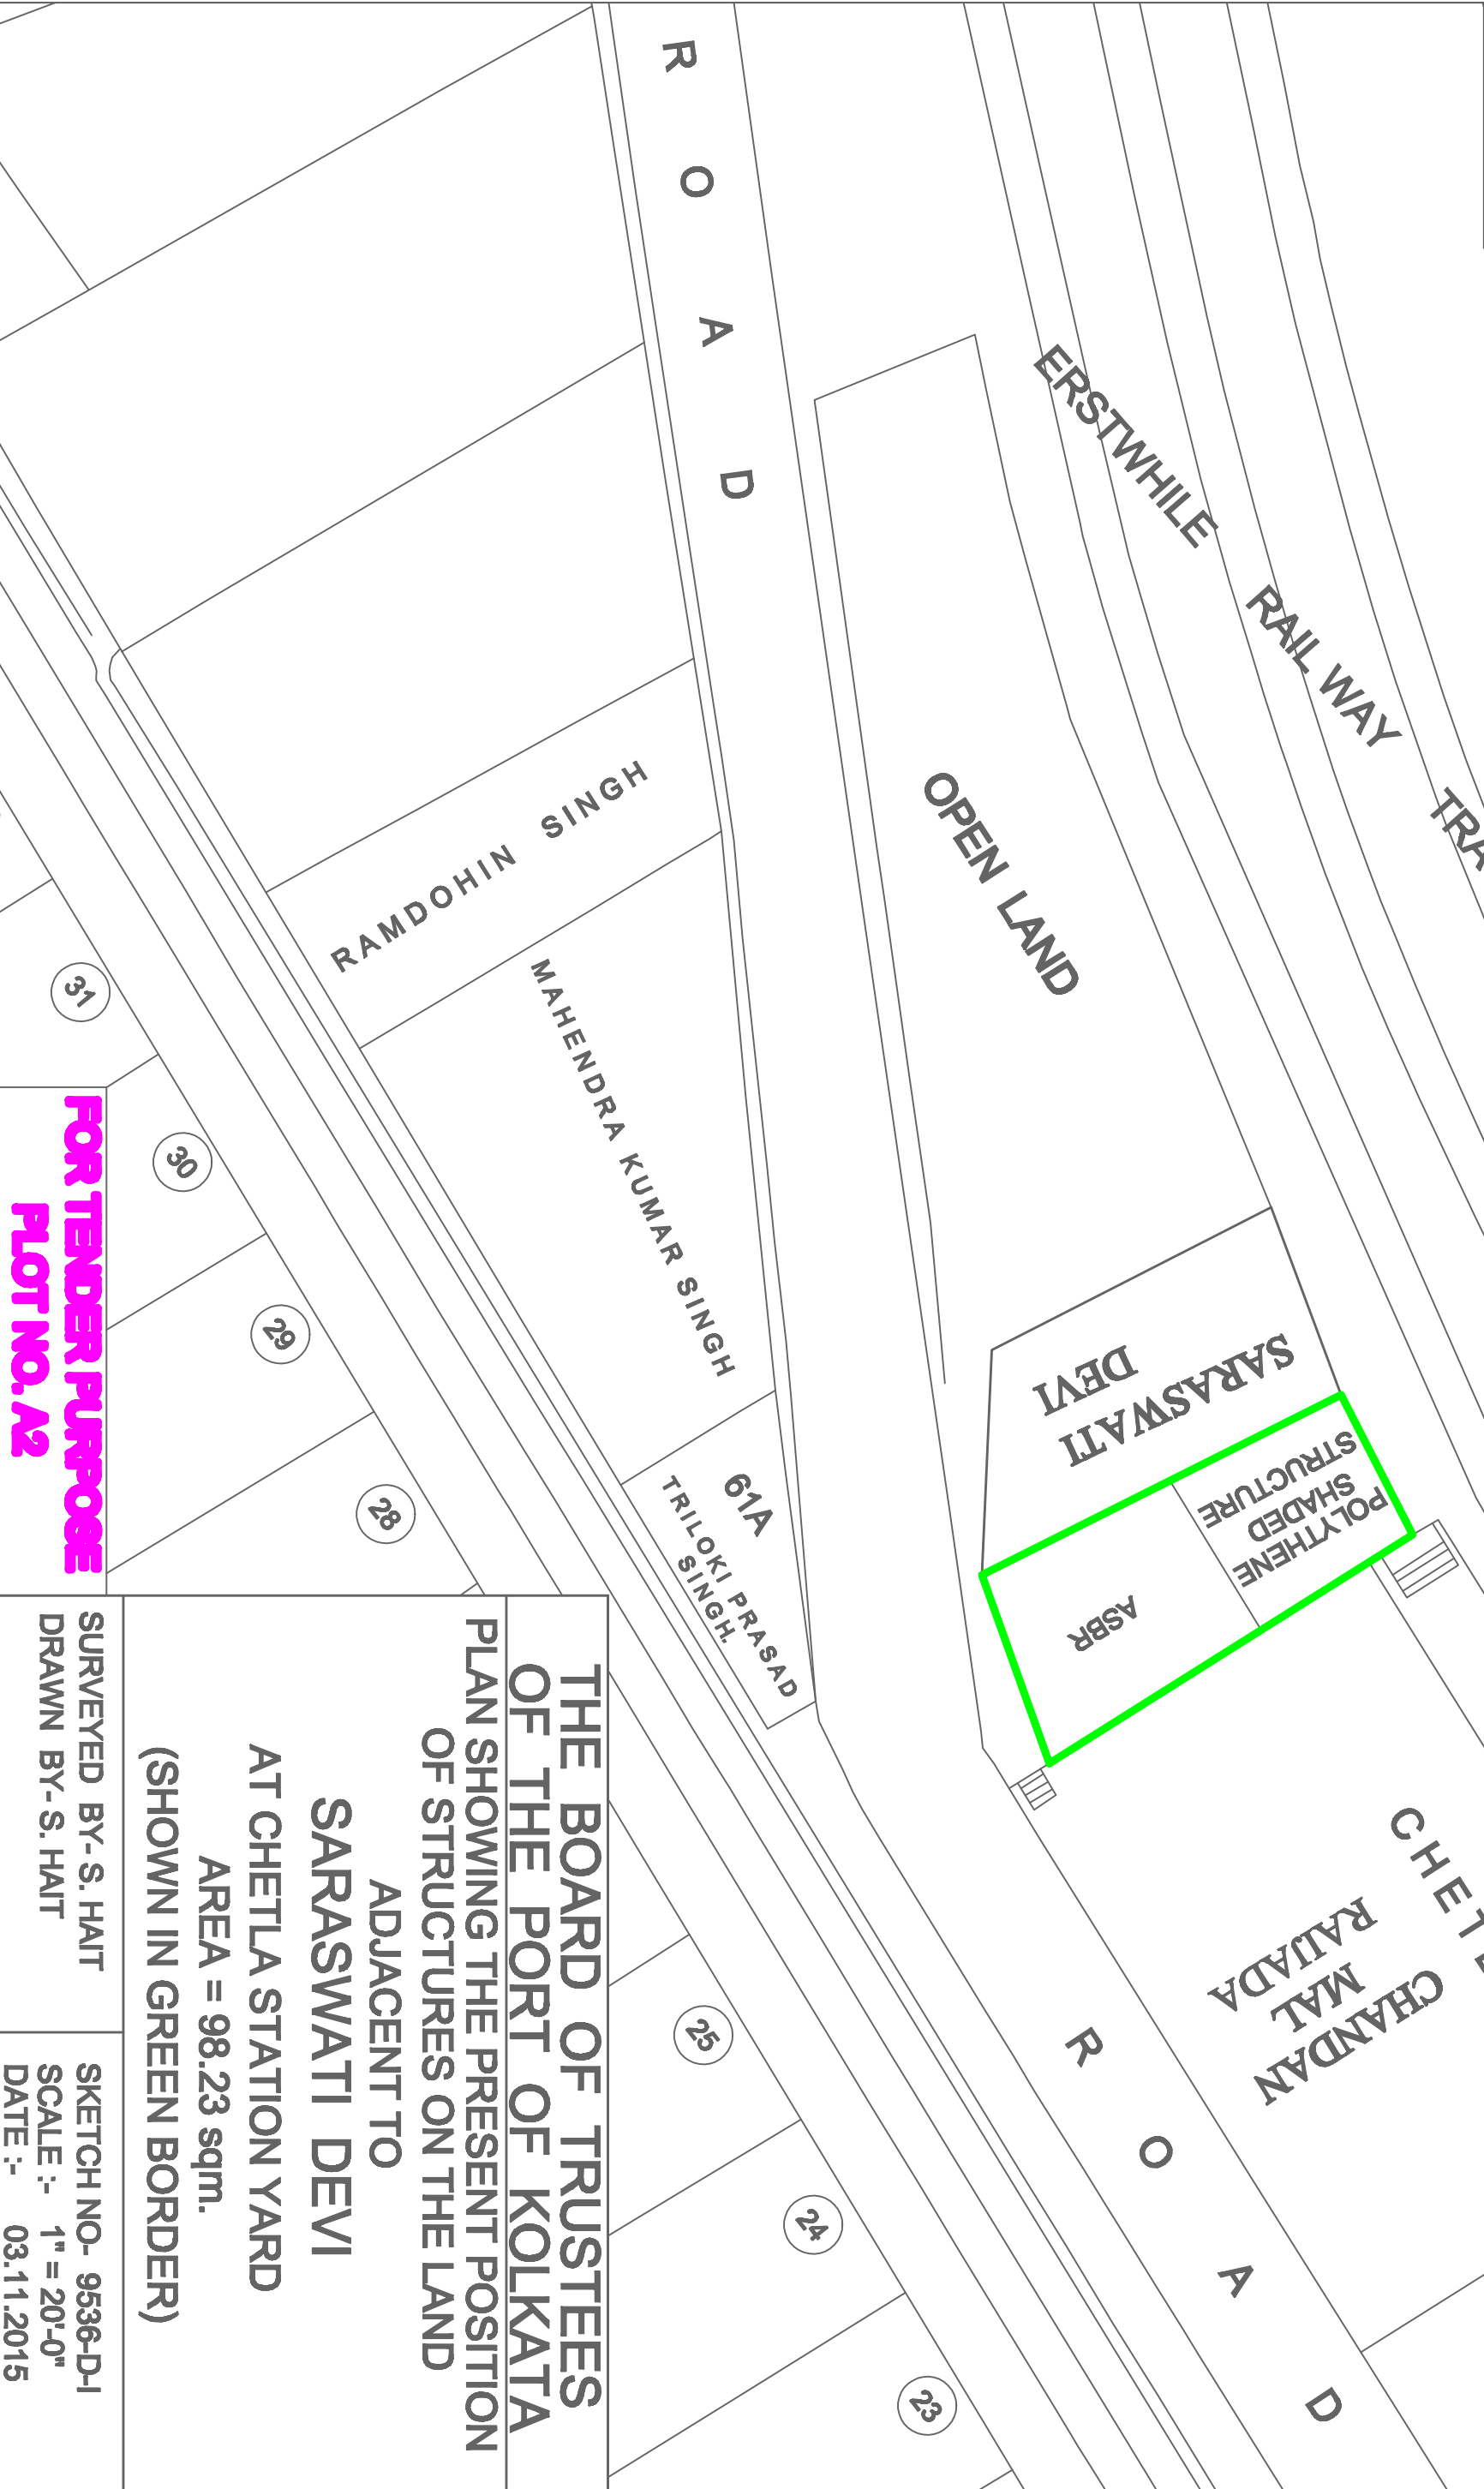 ERSTWHILE RAIL WAY TRA
ROAD
OPEN LAND
SARASWATI
DEVI
POLYTHENE
SHADED
STRUCTURE
ASBR
CHANDAN
MAL
RAIJADA
CHETL
ROAD
RAMDOHIN SINGH
MAHENDRA KUMAR SINGH
61A
TRILOKI PRASAD
SINGH.
31
30
29
28
25
24
23
THE BOARD OF TRUSTEES
OF THE PORT OF KOLKATA
PLAN SHOWING THE PRESENT POSITION
OF STRUCTURES ON THE LAND
ADJACENT TO
SARASWATI DEVI
AT CHETLA STATION YARD
AREA = 98.23 sqm.
(SHOWN IN GREEN BORDER)
FOR TENDER PURPOSE
PLOT NO. A2
SURVEYED BY- S. HAIT
DRAWN BY- S. HAIT
SKETCH NO- 9536-D-I
SCALE :- 1" = 20'-0"
DATE :- 03.11.2015